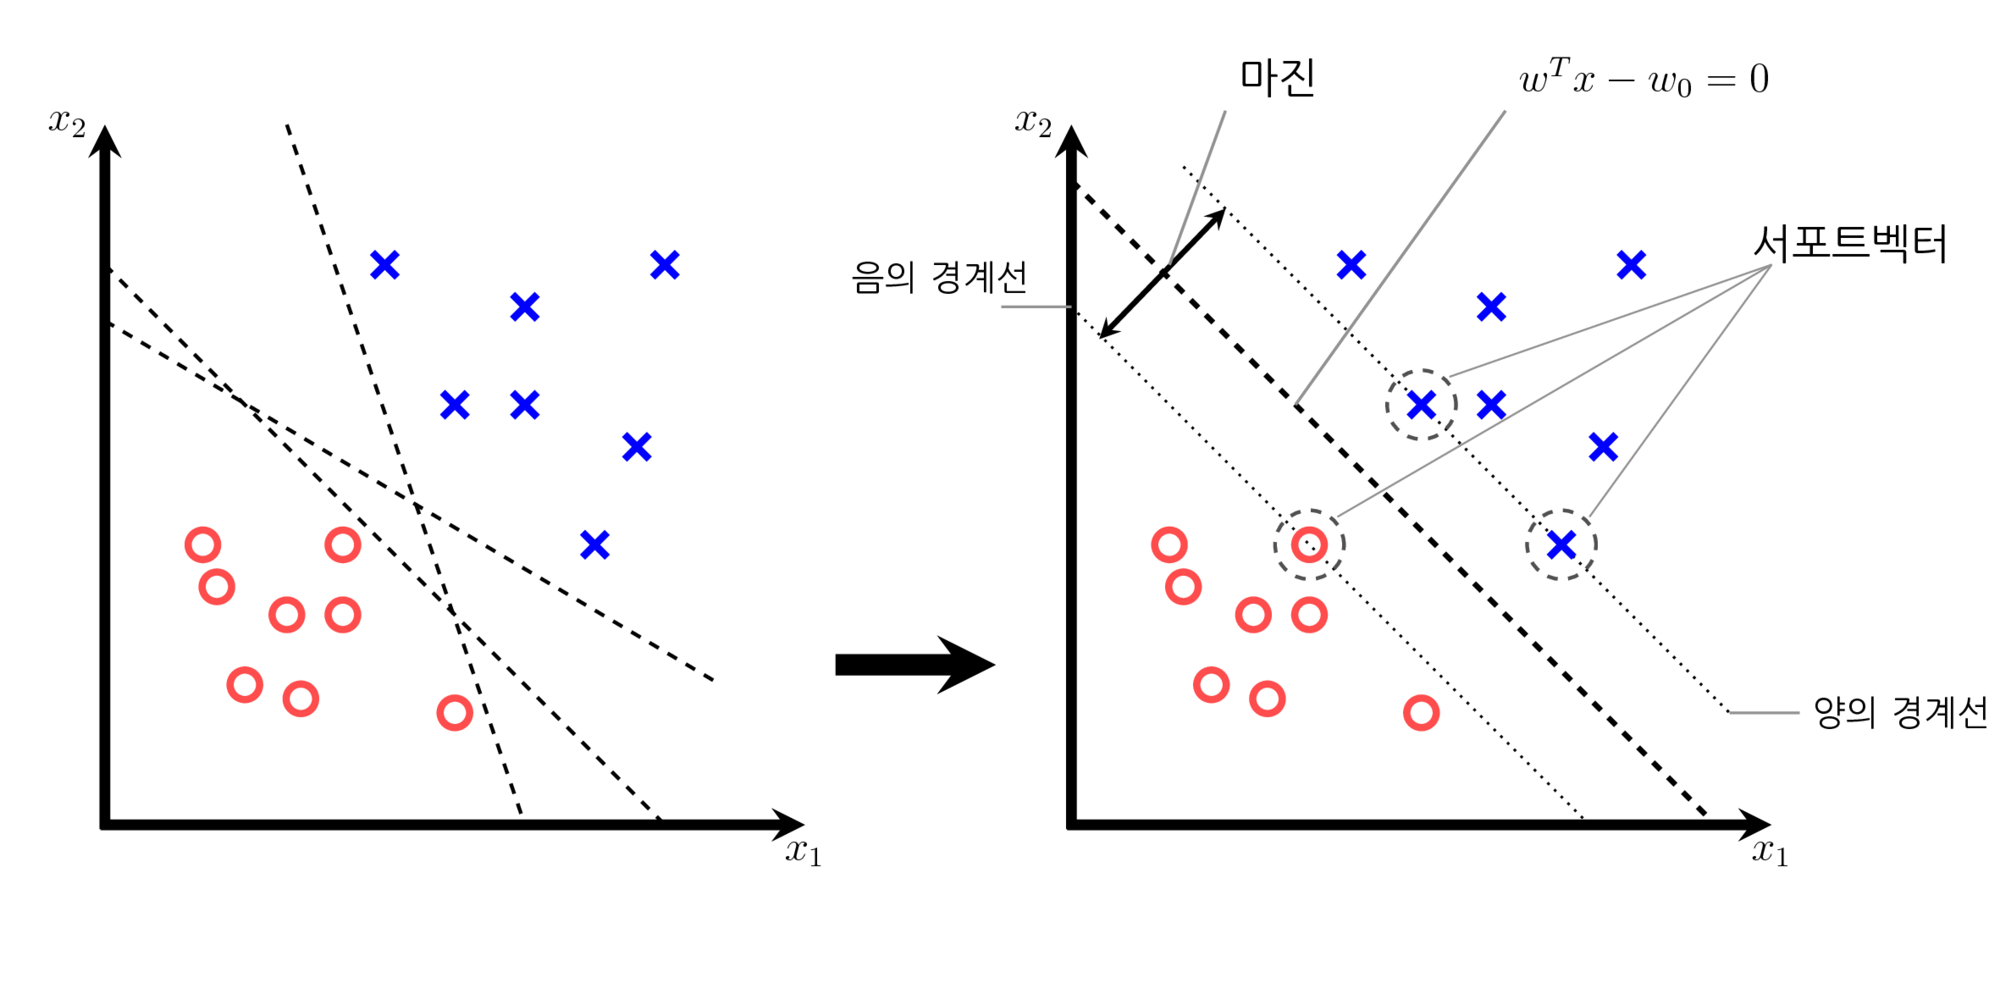 x₂
x₁
마진
wᵀx − w₀ = 0
x₂
음의 경계선
서포트벡터
양의 경계선
x₁